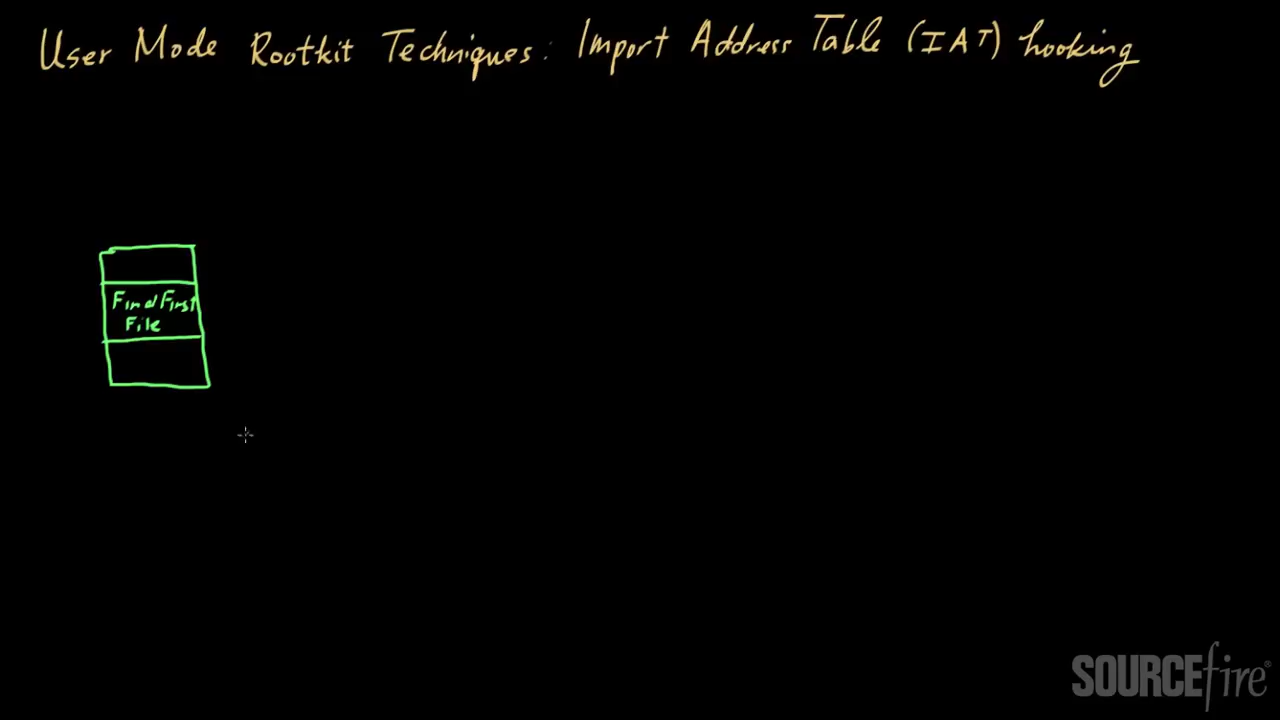 User Mode Rootkit Techniques: Import Address Table (IAT) hooking
FindFirst
File
SOURCEfire®